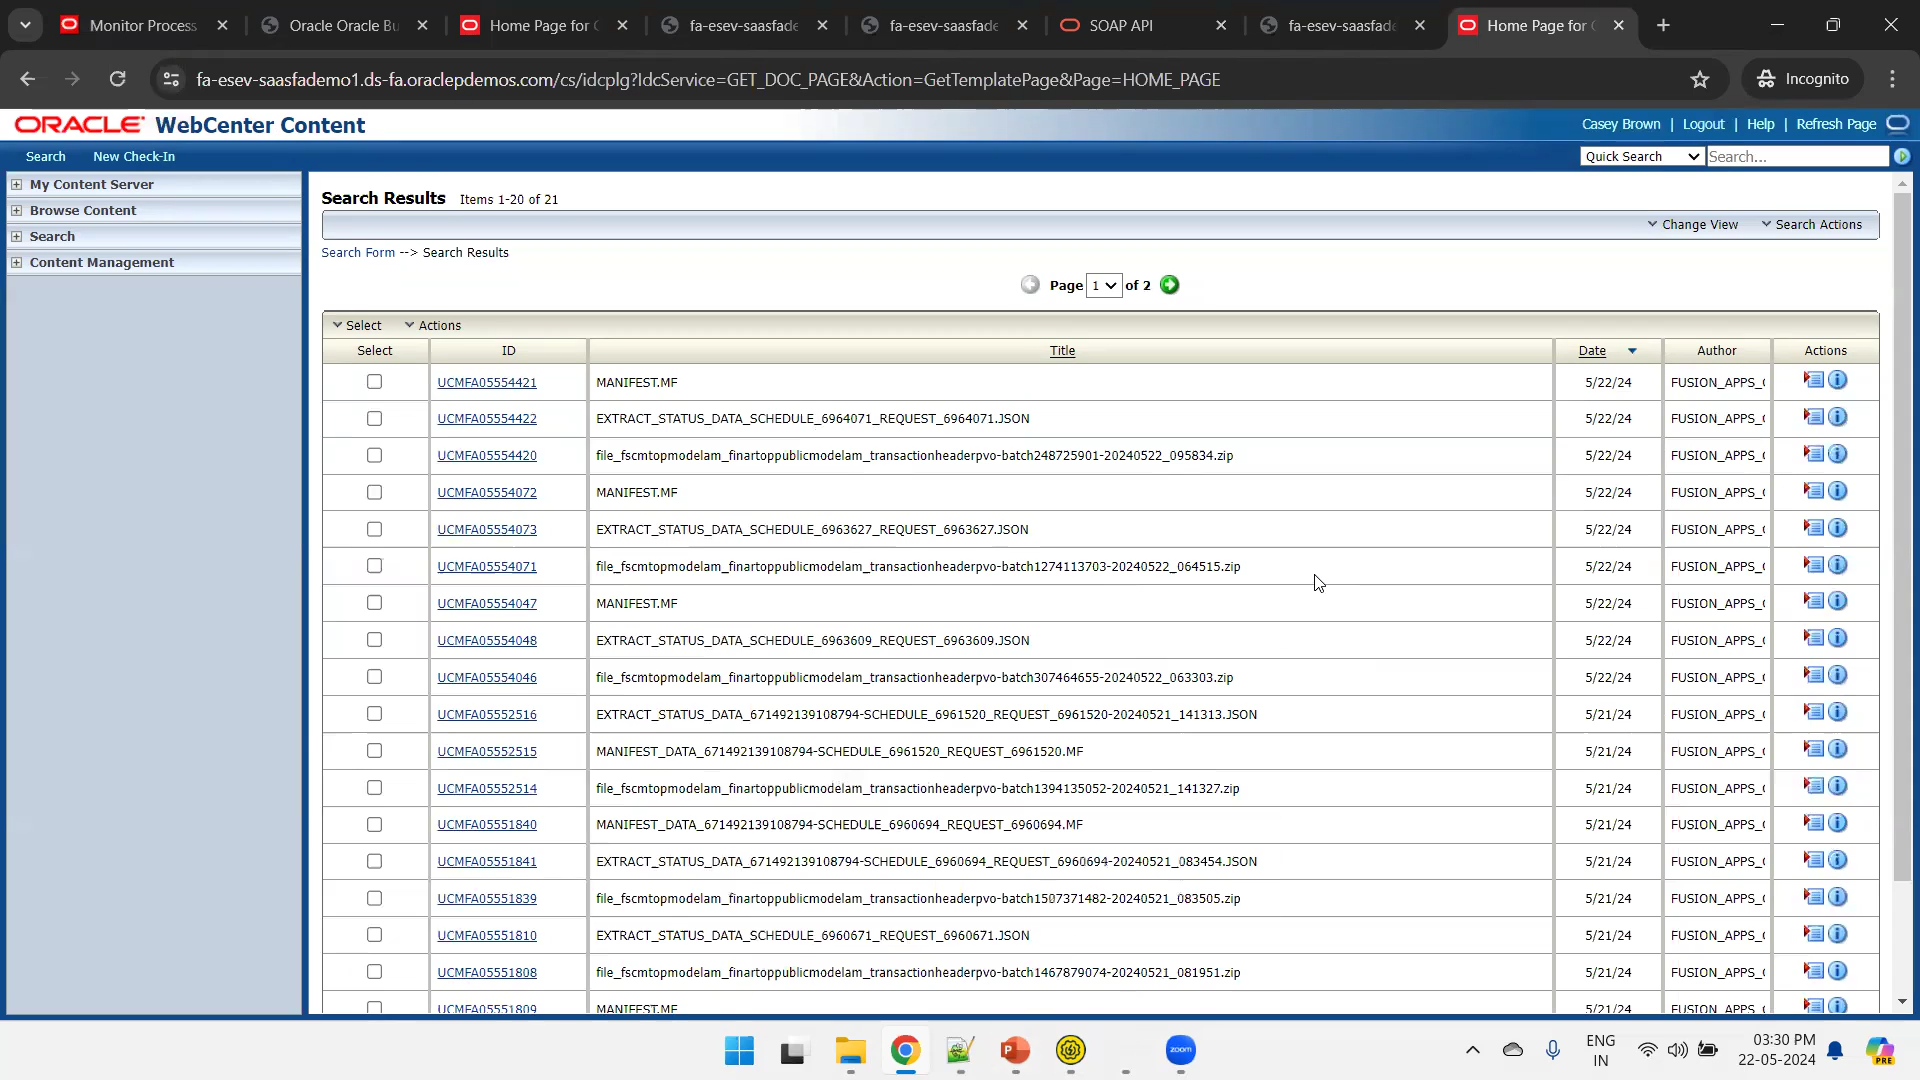 Monitor Process
Oracle Oracle Bu
Home Page for
fa-esev-saasfade
fa-esev-saasfade
SOAP API
fa-esev-saasfade
Home Page for
fa-esev-saasfademo1.ds-fa.oraclepdemos.com/cs/idcplg?IdcService=GET_DOC_PAGE&Action=GetTemplatePage&Page=HOME_PAGE
Incognito
ORACLE WebCenter Content
Casey Brown | Logout | Help | Refresh Page
Search New Check-In
Quick Search Search...
My Content Server
Browse Content
Search
Content Management
Search Results Items 1-20 of 21
Change View Search Actions
Search Form --> Search Results
Page 1 of 2
Select Actions
Select ID Title Date Author Actions
UCMFA05554421 MANIFEST.MF 5/22/24 FUSION_APPS_
UCMFA05554422 EXTRACT_STATUS_DATA_SCHEDULE_6964071_REQUEST_6964071.JSON 5/22/24 FUSION_APPS_
UCMFA05554420 file_fscmtopmodelam_finartoppublicmodelam_transactionheaderpvo-batch248725901-20240522_095834.zip 5/22/24 FUSION_APPS_
UCMFA05554072 MANIFEST.MF 5/22/24 FUSION_APPS_
UCMFA05554073 EXTRACT_STATUS_DATA_SCHEDULE_6963627_REQUEST_6963627.JSON 5/22/24 FUSION_APPS_
UCMFA05554071 file_fscmtopmodelam_finartoppublicmodelam_transactionheaderpvo-batch1274113703-20240522_064515.zip 5/22/24 FUSION_APPS_
UCMFA05554047 MANIFEST.MF 5/22/24 FUSION_APPS_
UCMFA05554048 EXTRACT_STATUS_DATA_SCHEDULE_6963609_REQUEST_6963609.JSON 5/22/24 FUSION_APPS_
UCMFA05554046 file_fscmtopmodelam_finartoppublicmodelam_transactionheaderpvo-batch307464655-20240522_063303.zip 5/22/24 FUSION_APPS_
UCMFA05552516 EXTRACT_STATUS_DATA_671492139108794-SCHEDULE_6961520_REQUEST_6961520-20240521_141313.JSON 5/21/24 FUSION_APPS_
UCMFA05552515 MANIFEST_DATA_671492139108794-SCHEDULE_6961520_REQUEST_6961520.MF 5/21/24 FUSION_APPS_
UCMFA05552514 file_fscmtopmodelam_finartoppublicmodelam_transactionheaderpvo-batch1394135052-20240521_141327.zip 5/21/24 FUSION_APPS_
UCMFA05551840 MANIFEST_DATA_671492139108794-SCHEDULE_6960694_REQUEST_6960694.MF 5/21/24 FUSION_APPS_
UCMFA05551841 EXTRACT_STATUS_DATA_671492139108794-SCHEDULE_6960694_REQUEST_6960694-20240521_083454.JSON 5/21/24 FUSION_APPS_
UCMFA05551839 file_fscmtopmodelam_finartoppublicmodelam_transactionheaderpvo-batch1507371482-20240521_083505.zip 5/21/24 FUSION_APPS_
UCMFA05551810 EXTRACT_STATUS_DATA_SCHEDULE_6960671_REQUEST_6960671.JSON 5/21/24 FUSION_APPS_
UCMFA05551808 file_fscmtopmodelam_finartoppublicmodelam_transactionheaderpvo-batch1467879074-20240521_081951.zip 5/21/24 FUSION_APPS_
UCMFA05551809 MANIFEST.MF 5/21/24 FUSION_APPS_
zoom
ENG
IN
03:30 PM
22-05-2024
PRE